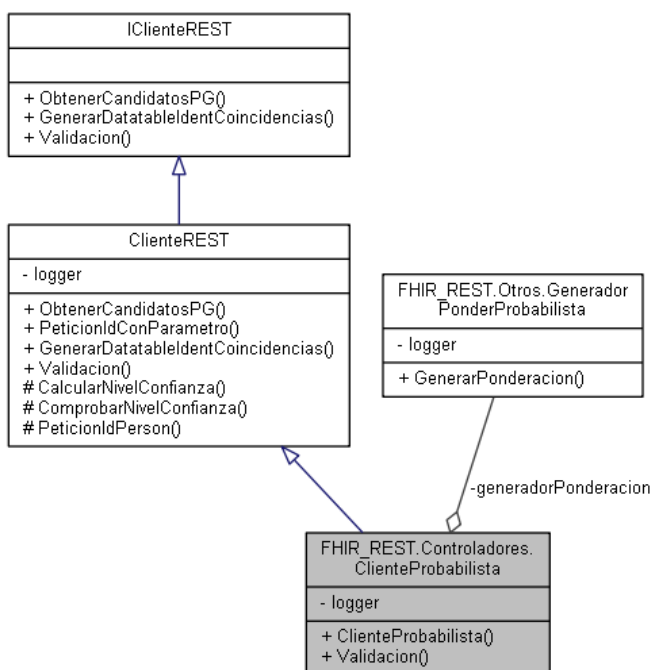 IClienteREST
+ ObtenerCandidatosPG()
+ GenerarDatatableIdentCoincidencias()
+ Validacion()
ClienteREST
- logger
+ ObtenerCandidatosPG()
+ PeticionIdConParametro()
+ GenerarDatatableIdentCoincidencias()
+ Validacion()
# CalcularNivelConfianza()
# ComprobarNivelConfianza()
# PeticionIdPerson()
FHIR_REST.Otros.Generador
PonderProbabilista
- logger
+ GenerarPonderacion()
-generadorPonderacion
FHIR_REST.Controladores.
ClienteProbabilista
- logger
+ ClienteProbabilista()
+ Validacion()